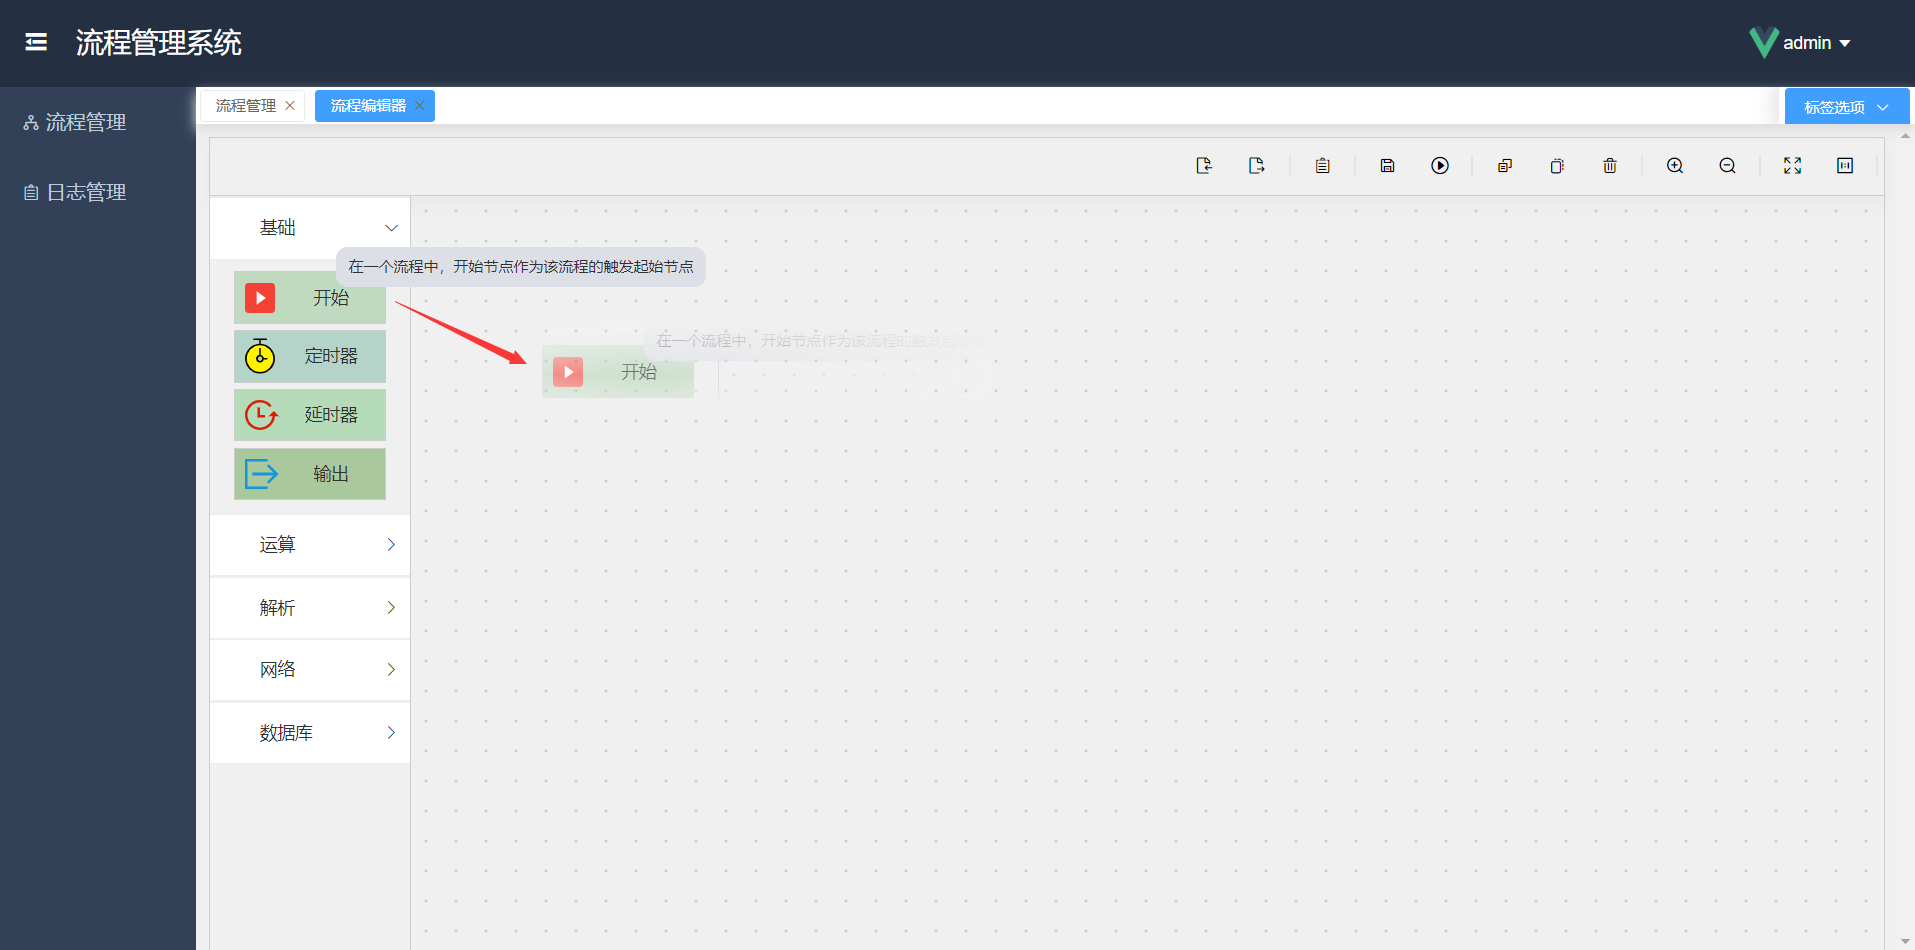 流程管理系统
admin
流程管理
日志管理
流程管理
流程编辑器
标签选项
基础
在一个流程中，开始节点作为该流程的触发起始节点
开始
定时器
延时器
输出
运算
解析
网络
数据库
在一个流程中，开始节点作为该流程的触发起始节
开始